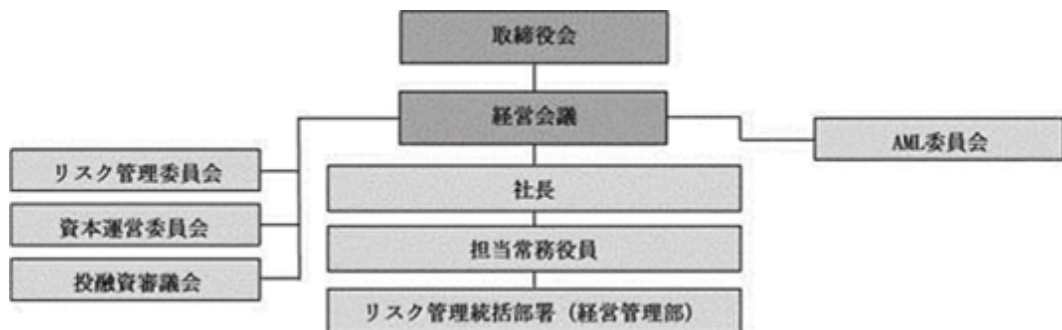 取締役会
経営会議
AML委員会
リスク管理委員会
社長
資本運営委員会
担当常務役員
投融資審議会
リスク管理統括部署（経営管理部）